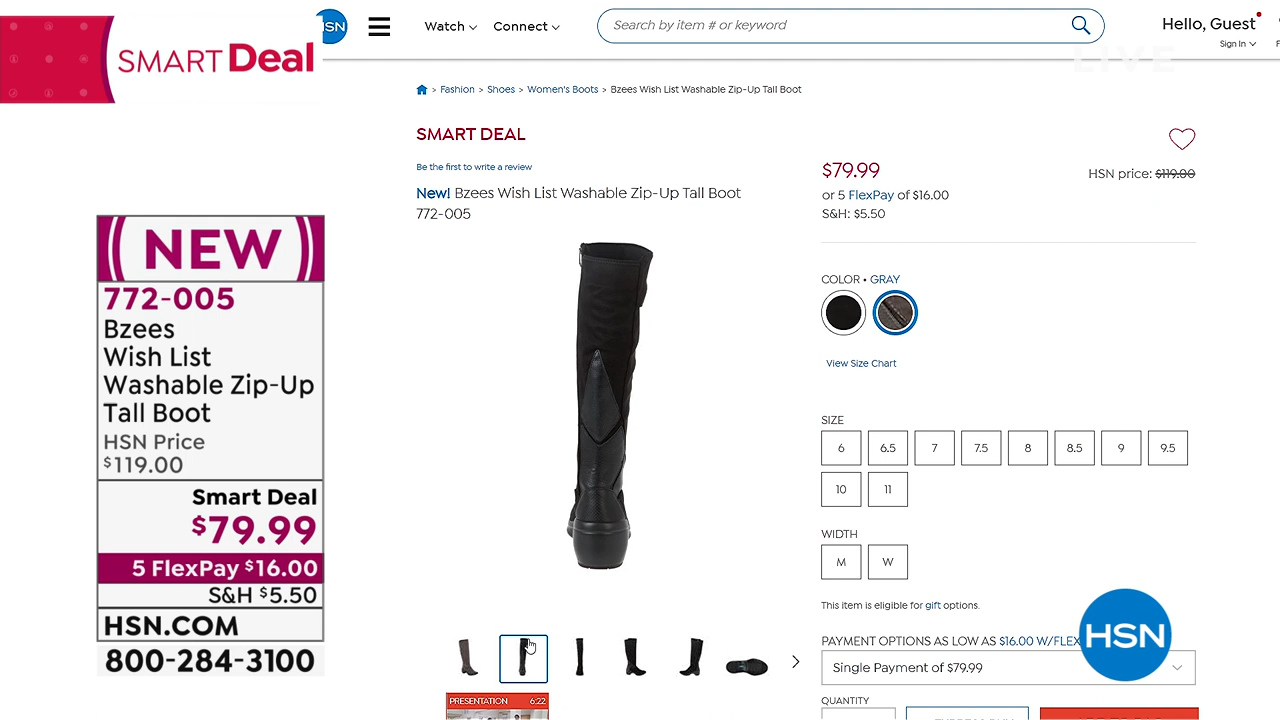 SMART Deal
HSN
Watch
Connect
Search by item # or keyword
Hello, Guest
Sign In
LIVE
> Fashion > Shoes > Women's Boots > Bzees Wish List Washable Zip-Up Tall Boot
SMART DEAL
Be the first to write a review
New! Bzees Wish List Washable Zip-Up Tall Boot
772-005
$79.99
HSN price: $119.00
or 5 FlexPay of $16.00
S&H: $5.50
COLOR • GRAY
View Size Chart
SIZE
6 6.5 7 7.5 8 8.5 9 9.5
10 11
WIDTH
M W
This item is eligible for gift options.
PAYMENT OPTIONS AS LOW AS $16.00 W/FLEX
Single Payment of $79.99
QUANTITY
PRESENTATION 6:22
NEW
772-005
Bzees
Wish List
Washable Zip-Up
Tall Boot
HSN Price
$119.00
Smart Deal
$79.99
5 FlexPay $16.00
S&H $5.50
HSN.COM
800-284-3100
HSN